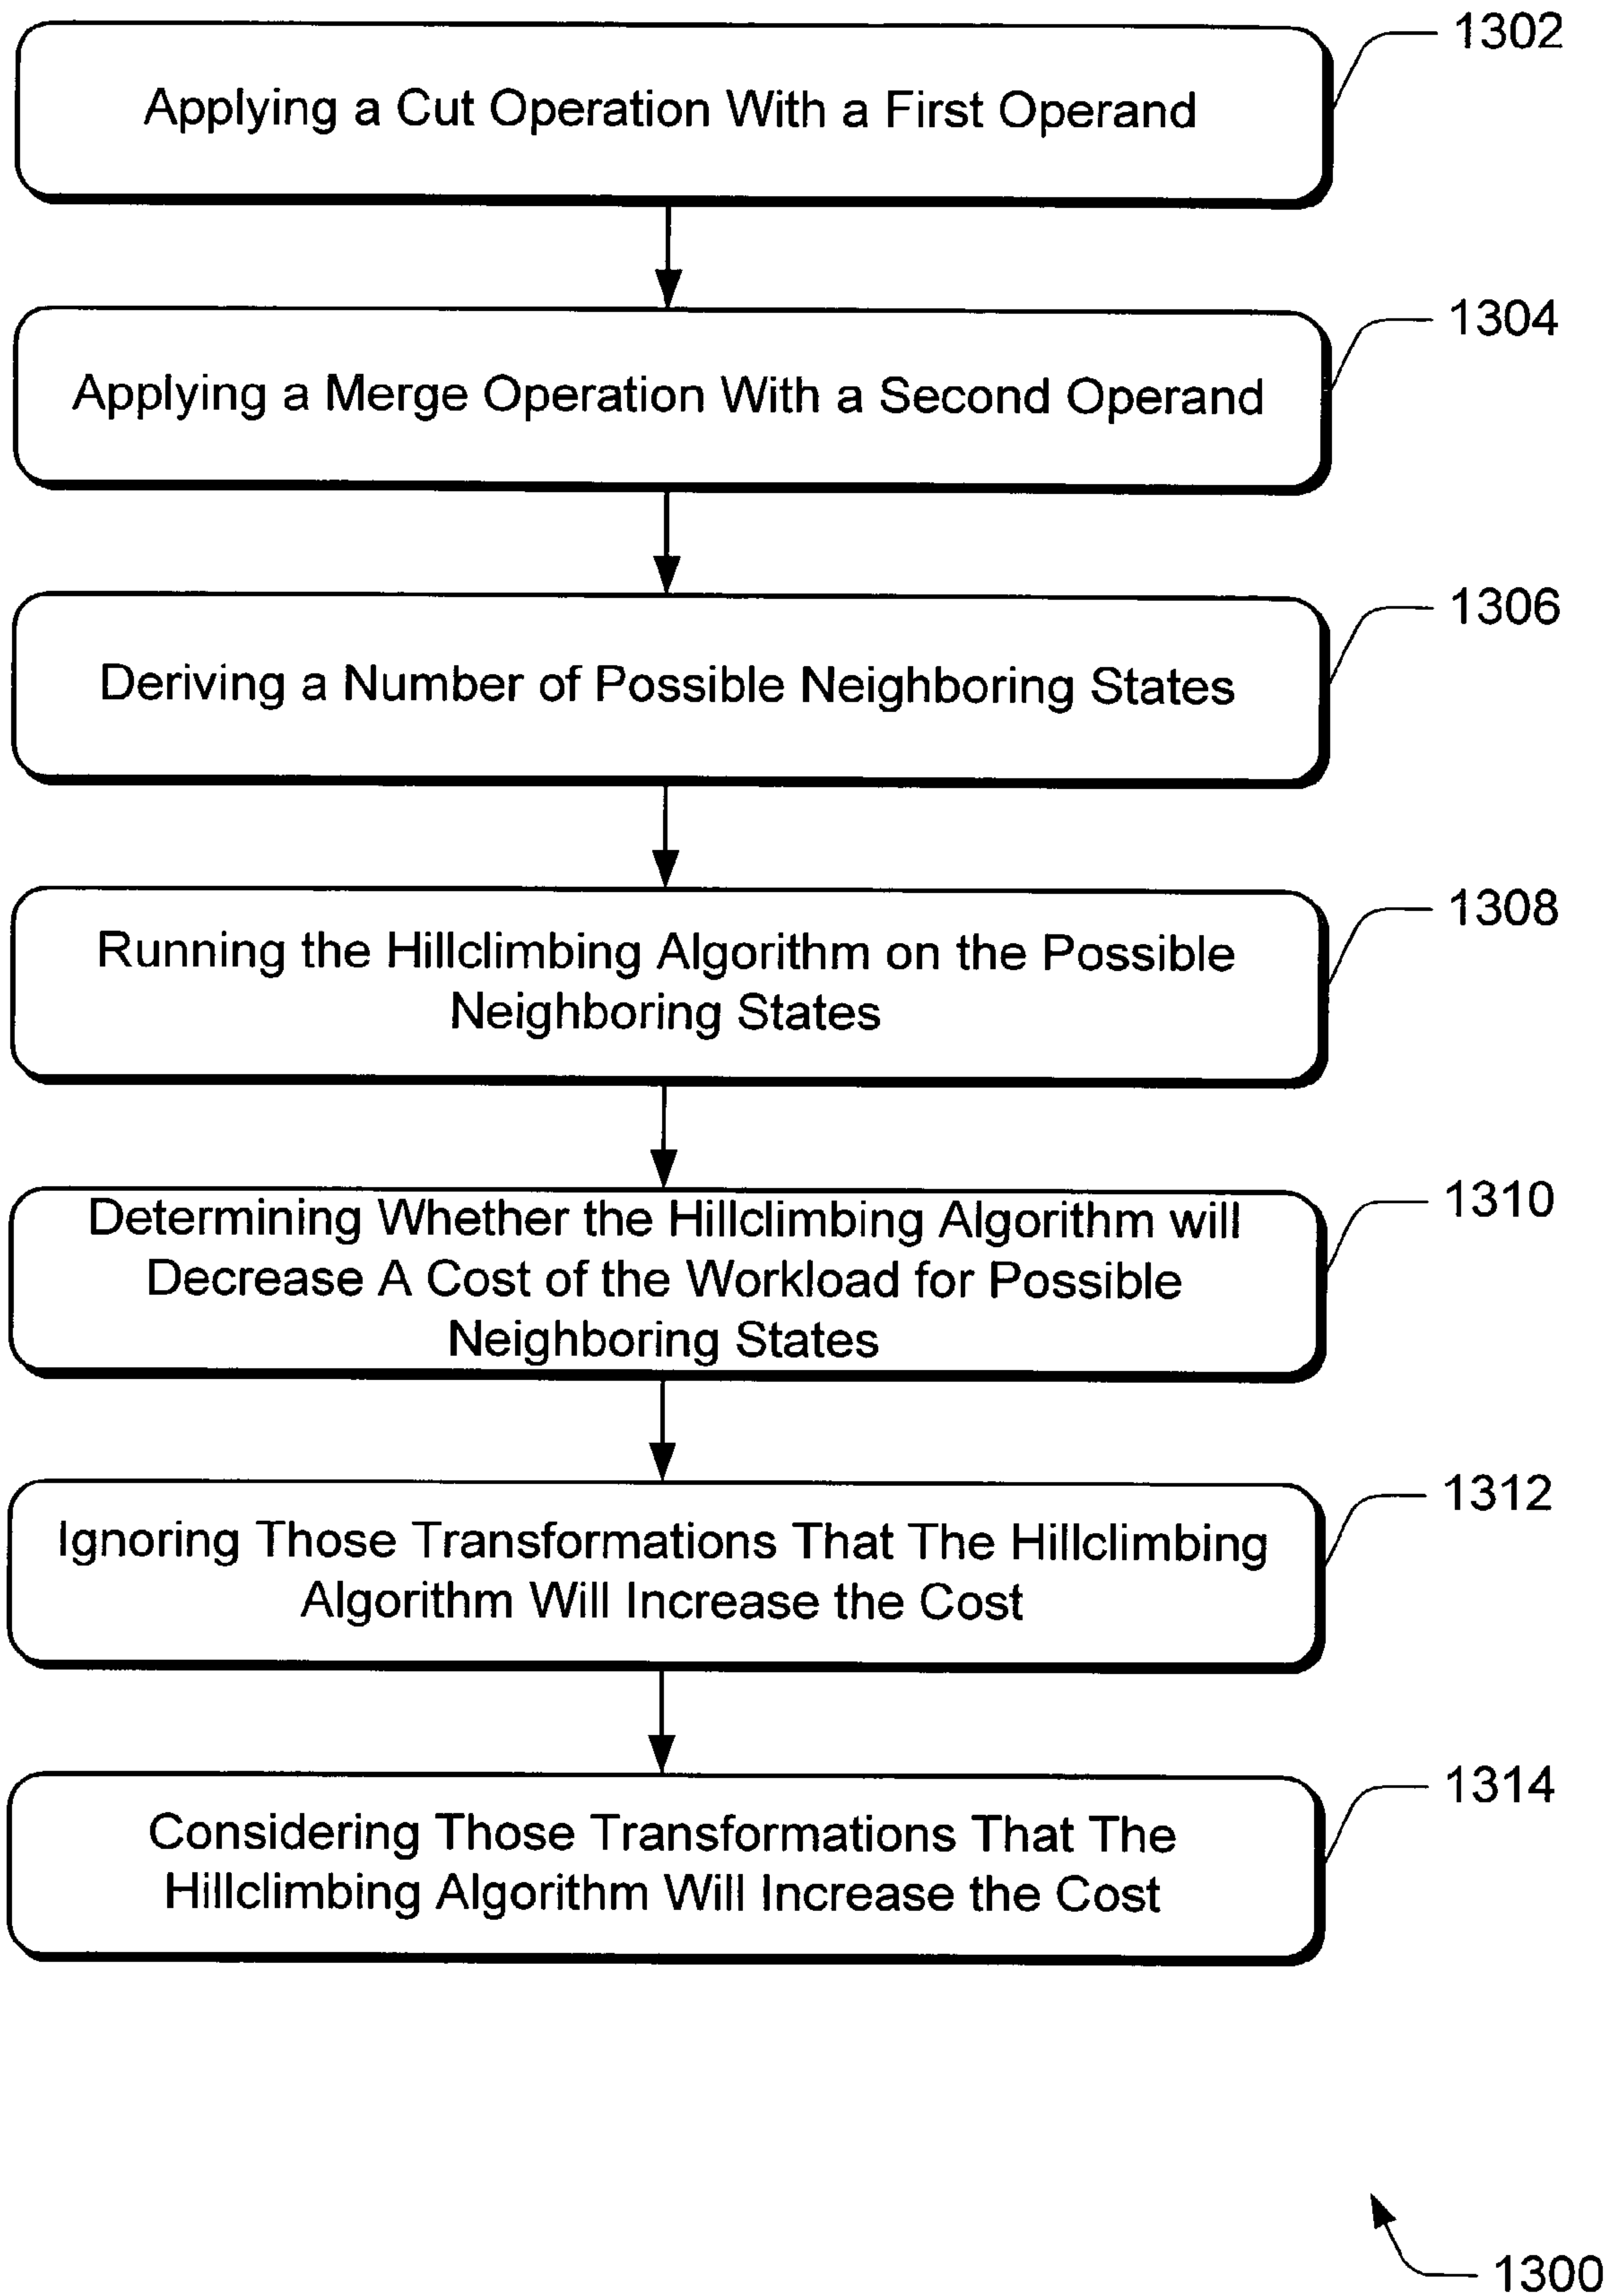 1302
Applying a Cut Operation With a First Operand
1304
Applying a Merge Operation With a Second Operand
1306
Deriving a Number of Possible Neighboring States
1308
Running the Hillclimbing Algorithm on the Possible
Neighboring States
1310
Determining Whether the Hillclimbing Algorithm will
Decrease A Cost of the Workload for Possible
Neighboring States
1312
Ignoring Those Transformations That The Hillclimbing
Algorithm Will Increase the Cost
1314
Considering Those Transformations That The
Hillclimbing Algorithm Will Increase the Cost
1300